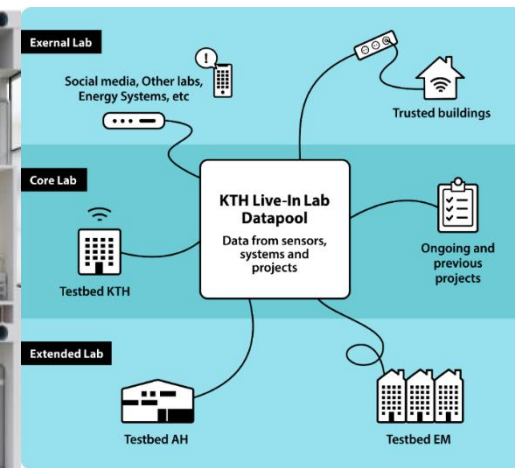 Exernal Lab
Social media, Other labs,
Energy Systems, etc
!
Trusted buildings
Core Lab
KTH Live-In Lab
Datapool
Data from sensors,
systems and
projects
Testbed KTH
Ongoing and
previous
projects
Extended Lab
Testbed AH
Testbed EM